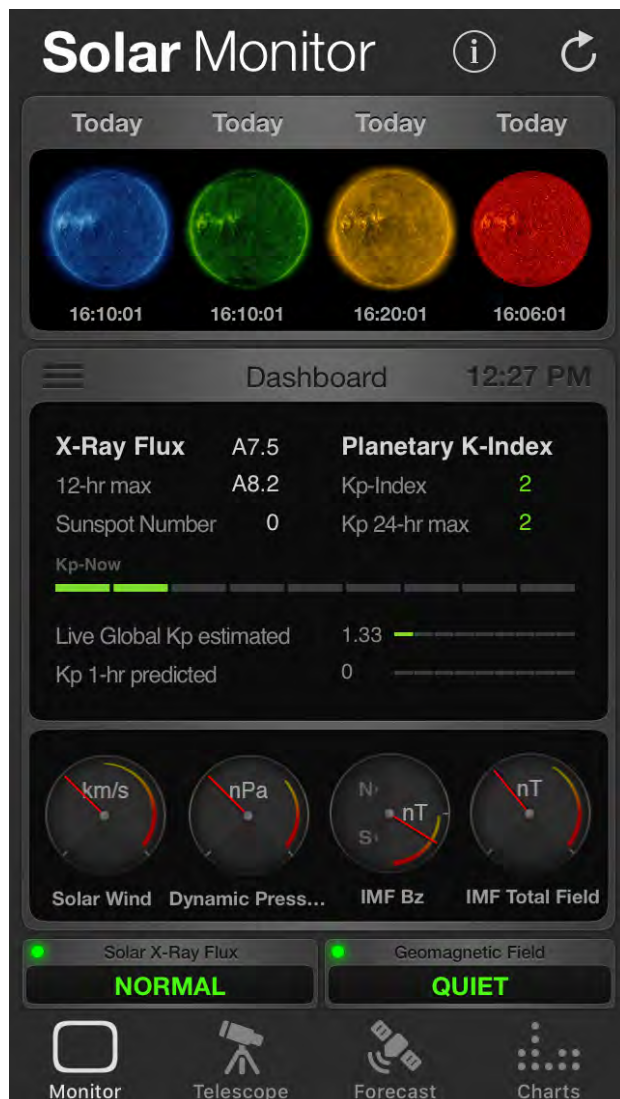 Solar Monitor i
Today Today Today Today
16:10:01 16:10:01 16:20:01 16:06:01
Dashboard 12:27 PM
X-Ray Flux A7.5 Planetary K-Index
12-hr max A8.2 Kp-Index 2
Sunspot Number 0 Kp 24-hr max 2
Kp-Now
Live Global Kp estimated 1.33
Kp 1-hr predicted 0
km/s nPa N nT nT
S
Solar Wind Dynamic Press... IMF Bz IMF Total Field
Solar X-Ray Flux Geomagnetic Field
NORMAL QUIET
Monitor Telescope Forecast Charts